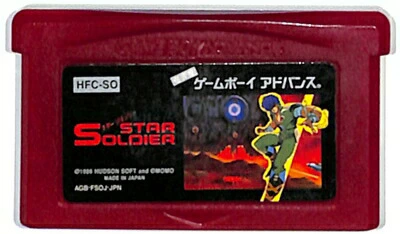 HFC-SO
ゲームボーイ アドバンス®
STAR
SOLDIER
©1986 HUDSON SOFT and ©MOMO
MADE IN JAPAN
AGB-FSOJ-JPN